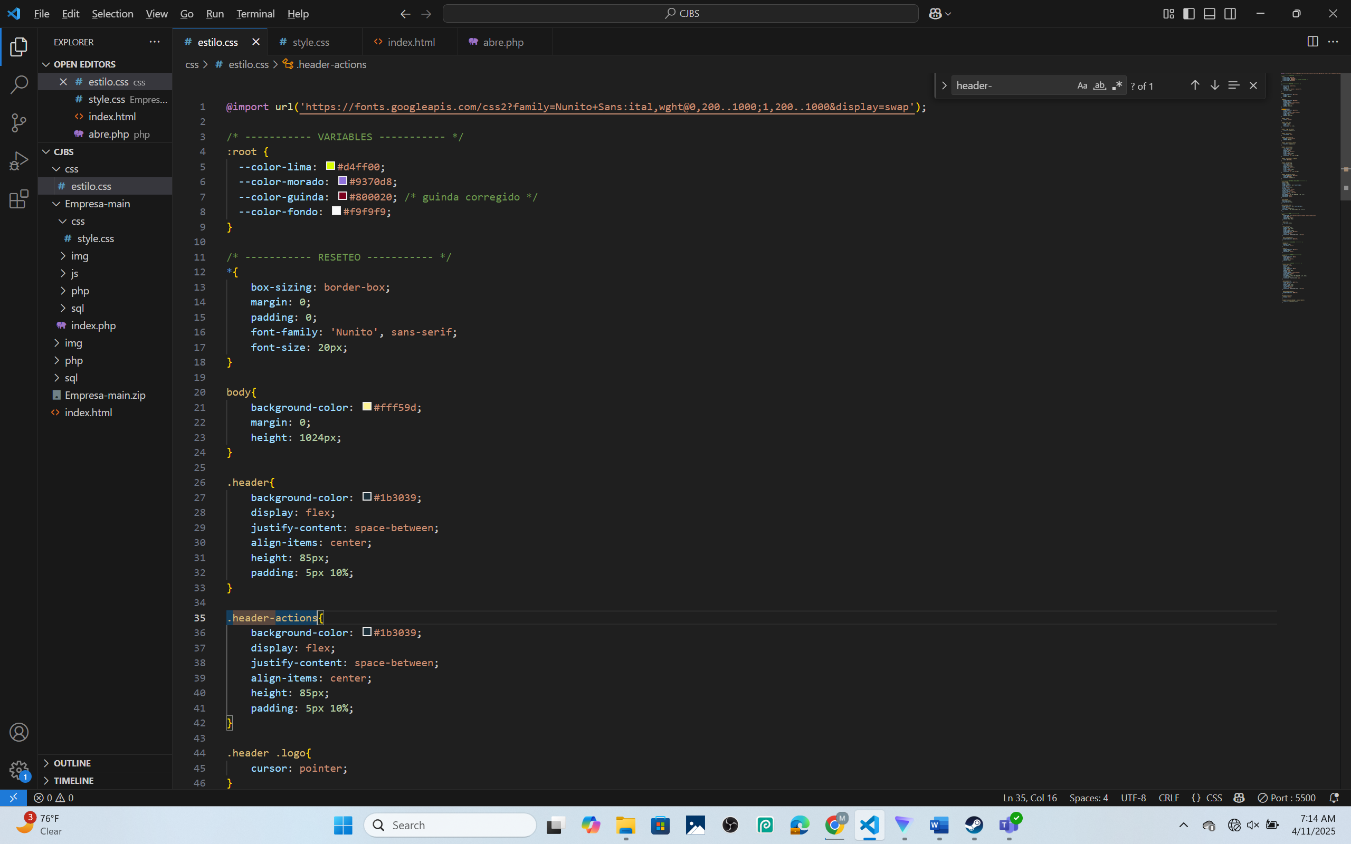 File Edit Selection View Go Run Terminal Help
CJBS
EXPLORER
OPEN EDITORS
# estilo.css css
# style.css Empres...
<> index.html
abre.php php
CJBS
css
# estilo.css
Empresa-main
css
# style.css
img
js
php
sql
index.php
img
php
sql
Empresa-main.zip
<> index.html
OUTLINE
TIMELINE
# estilo.css
# style.css
<> index.html
abre.php
css > # estilo.css > .header-actions
header-
Aa ab .* ? of 1
1 @import url('https://fonts.googleapis.com/css2?family=Nunito+Sans:ital,wght@0,200..1000;1,200..1000&display=swap');
2
3 /* ----------- VARIABLES ----------- */
4 :root {
5 --color-lima: #d4ff00;
6 --color-morado: #9370d8;
7 --color-guinda: #800020; /* guinda corregido */
8 --color-fondo: #f9f9f9;
9 }
10
11 /* ----------- RESETEO ----------- */
12 *{
13 box-sizing: border-box;
14 margin: 0;
15 padding: 0;
16 font-family: 'Nunito', sans-serif;
17 font-size: 20px;
18 }
19
20 body{
21 background-color: #fff59d;
22 margin: 0;
23 height: 1024px;
24 }
25
26 .header{
27 background-color: #1b3039;
28 display: flex;
29 justify-content: space-between;
30 align-items: center;
31 height: 85px;
32 padding: 5px 10%;
33 }
34
35 .header-actions{
36 background-color: #1b3039;
37 display: flex;
38 justify-content: space-between;
39 align-items: center;
40 height: 85px;
41 padding: 5px 10%;
42 }
43
44 .header .logo{
45 cursor: pointer;
46 }
1
0 0
Ln 35, Col 16 Spaces: 4 UTF-8 CRLF {} CSS Port : 5500
3
76°F
Clear
Search
M
7:14 AM
4/11/2025